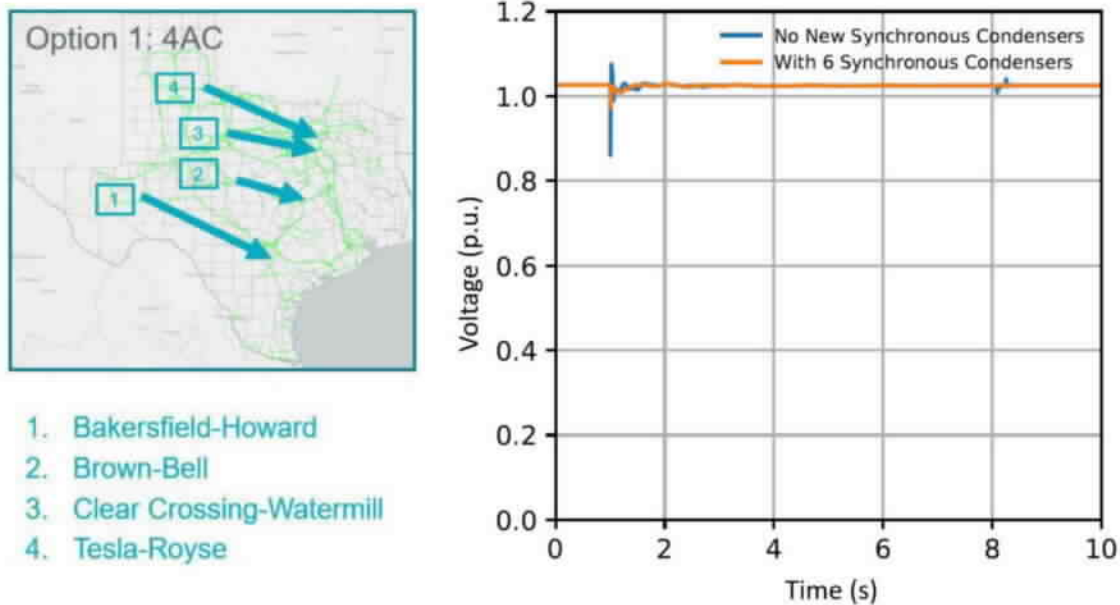 Option 1: 4AC
4
3
2
1
1. Bakersfield-Howard
2. Brown-Bell
3. Clear Crossing-Watermill
4. Tesla-Royse
No New Synchronous Condensers
With 6 Synchronous Condensers
Voltage (p.u.)
1.2
1.0
0.8
0.6
0.4
0.2
0.0
0 2 4 6 8 10
Time (s)